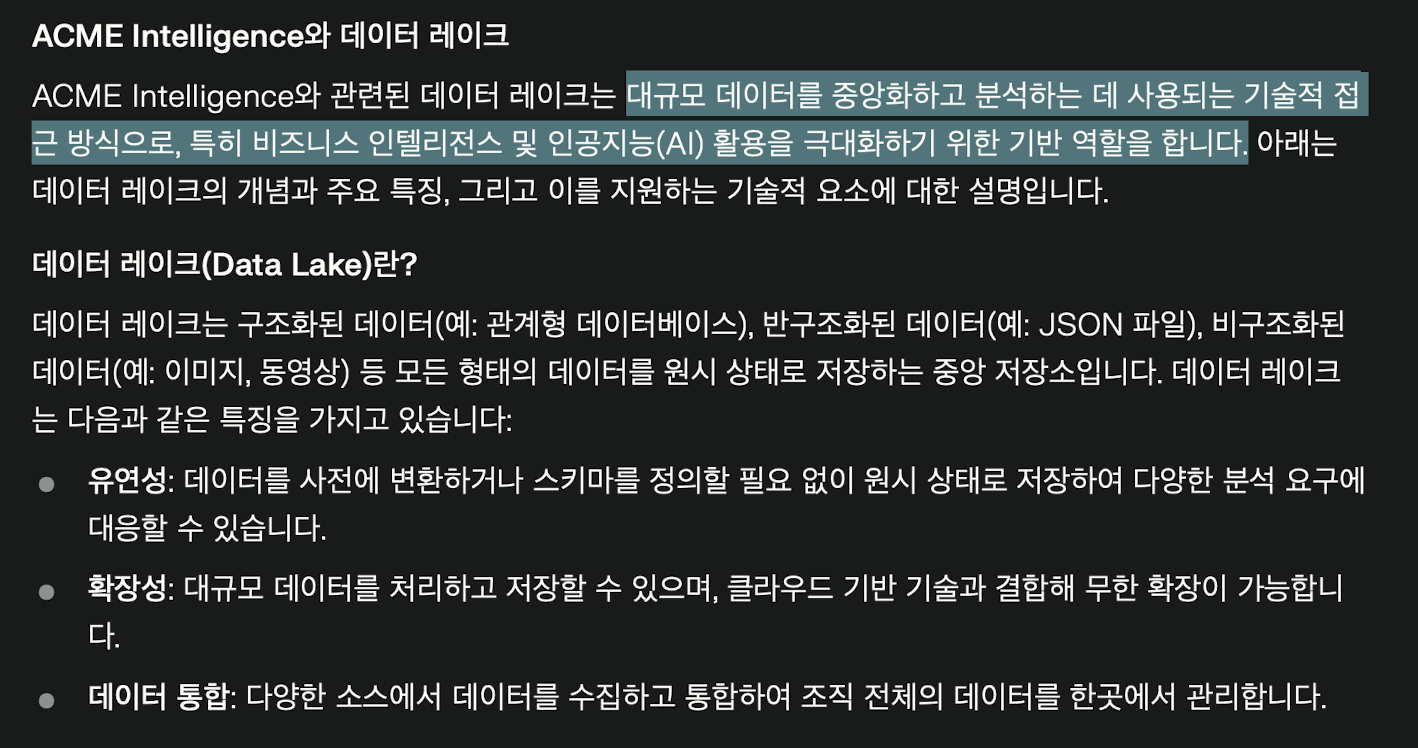 ACME Intelligence와 데이터 레이크
ACME Intelligence와 관련된 데이터 레이크는 대규모 데이터를 중앙화하고 분석하는 데 사용되는 기술적 접
근 방식으로, 특히 비즈니스 인텔리전스 및 인공지능(AI) 활용을 극대화하기 위한 기반 역할을 합니다. 아래는
데이터 레이크의 개념과 주요 특징, 그리고 이를 지원하는 기술적 요소에 대한 설명입니다.
데이터 레이크(Data Lake)란?
데이터 레이크는 구조화된 데이터(예: 관계형 데이터베이스), 반구조화된 데이터(예: JSON 파일), 비구조화된
데이터(예: 이미지, 동영상) 등 모든 형태의 데이터를 원시 상태로 저장하는 중앙 저장소입니다. 데이터 레이크
는 다음과 같은 특징을 가지고 있습니다:
● 유연성: 데이터를 사전에 변환하거나 스키마를 정의할 필요 없이 원시 상태로 저장하여 다양한 분석 요구에
대응할 수 있습니다.
● 확장성: 대규모 데이터를 처리하고 저장할 수 있으며, 클라우드 기반 기술과 결합해 무한 확장이 가능합니
다.
● 데이터 통합: 다양한 소스에서 데이터를 수집하고 통합하여 조직 전체의 데이터를 한곳에서 관리합니다.